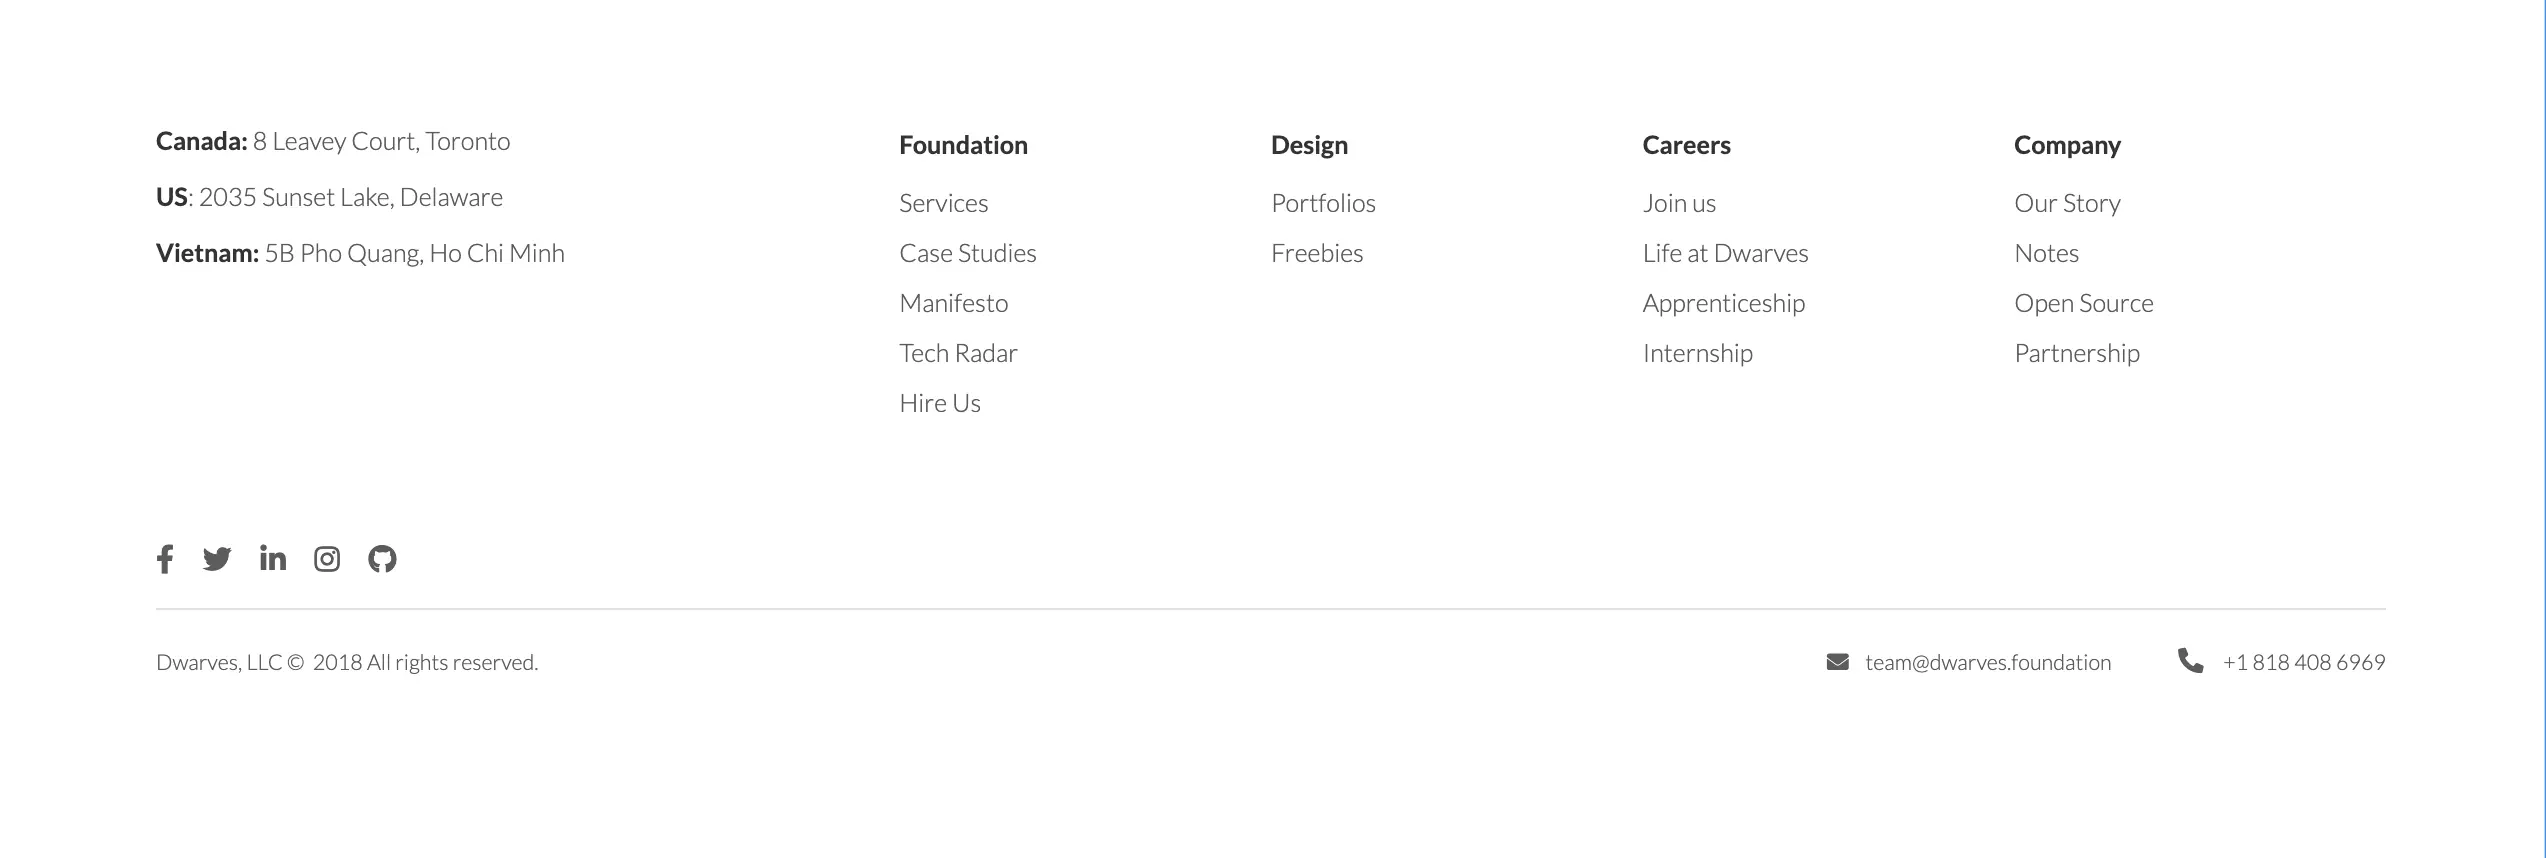 Canada: 8 Leavey Court, Toronto
US: 2035 Sunset Lake, Delaware
Vietnam: 5B Pho Quang, Ho Chi Minh
Foundation
Services
Case Studies
Manifesto
Tech Radar
Hire Us
Design
Portfolios
Freebies
Careers
Join us
Life at Dwarves
Apprenticeship
Internship
Company
Our Story
Notes
Open Source
Partnership
Dwarves, LLC © 2018 All rights reserved.
team@dwarves.foundation
+1 818 408 6969